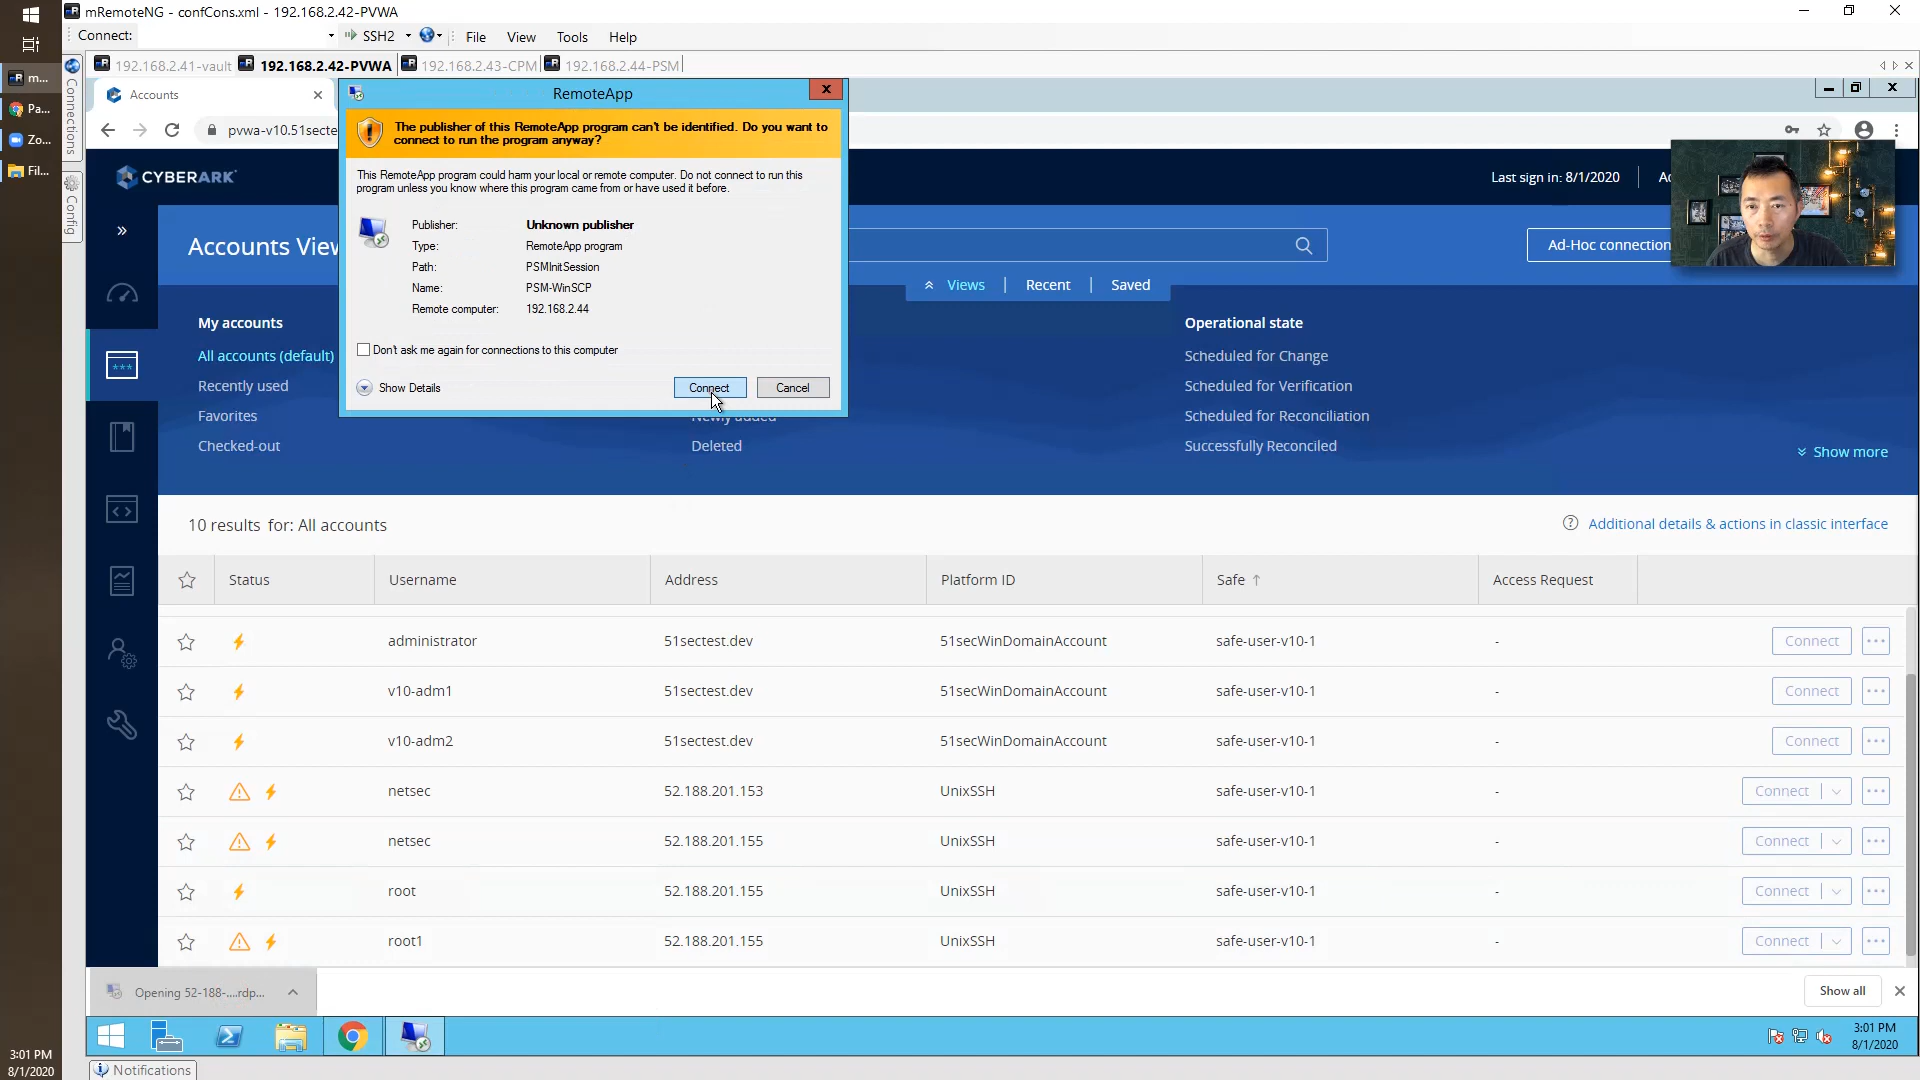 mRemoteNG - confCons.xml - 192.168.2.42-PVWA
Connect:
SSH2
File
View
Tools
Help
192.168.2.41-vault
192.168.2.42-PVWA
192.168.2.43-CPM
192.168.2.44-PSM
m...
Pa...
Zo...
Fil...
Connections
Config
Accounts
pvwa-v10.51secte
RemoteApp
The publisher of this RemoteApp program can't be identified. Do you want to
connect to run the program anyway?
This RemoteApp program could harm your local or remote computer. Do not connect to run this
program unless you know where this program came from or have used it before.
Publisher: Unknown publisher
Type: RemoteApp program
Path: PSMInitSession
Name: PSM-WinSCP
Remote computer: 192.168.2.44
Don't ask me again for connections to this computer
Show Details
Connect
Cancel
CYBERARK
Last sign in: 8/1/2020
Ac
Accounts View
Ad-Hoc connection
Views
Recent
Saved
My accounts
All accounts (default)
Recently used
Favorites
Checked-out
Newly added
Deleted
Operational state
Scheduled for Change
Scheduled for Verification
Scheduled for Reconciliation
Successfully Reconciled
Show more
10 results for: All accounts
Additional details & actions in classic interface
Status Username Address Platform ID Safe ↑ Access Request
administrator 51sectest.dev 51secWinDomainAccount safe-user-v10-1 - Connect ...
v10-adm1 51sectest.dev 51secWinDomainAccount safe-user-v10-1 - Connect ...
v10-adm2 51sectest.dev 51secWinDomainAccount safe-user-v10-1 - Connect ...
netsec 52.188.201.153 UnixSSH safe-user-v10-1 - Connect ...
netsec 52.188.201.155 UnixSSH safe-user-v10-1 - Connect ...
root 52.188.201.155 UnixSSH safe-user-v10-1 - Connect ...
root1 52.188.201.155 UnixSSH safe-user-v10-1 - Connect ...
Opening 52-188-....rdp...
Show all
3:01 PM
8/1/2020
3:01 PM
8/1/2020
Notifications